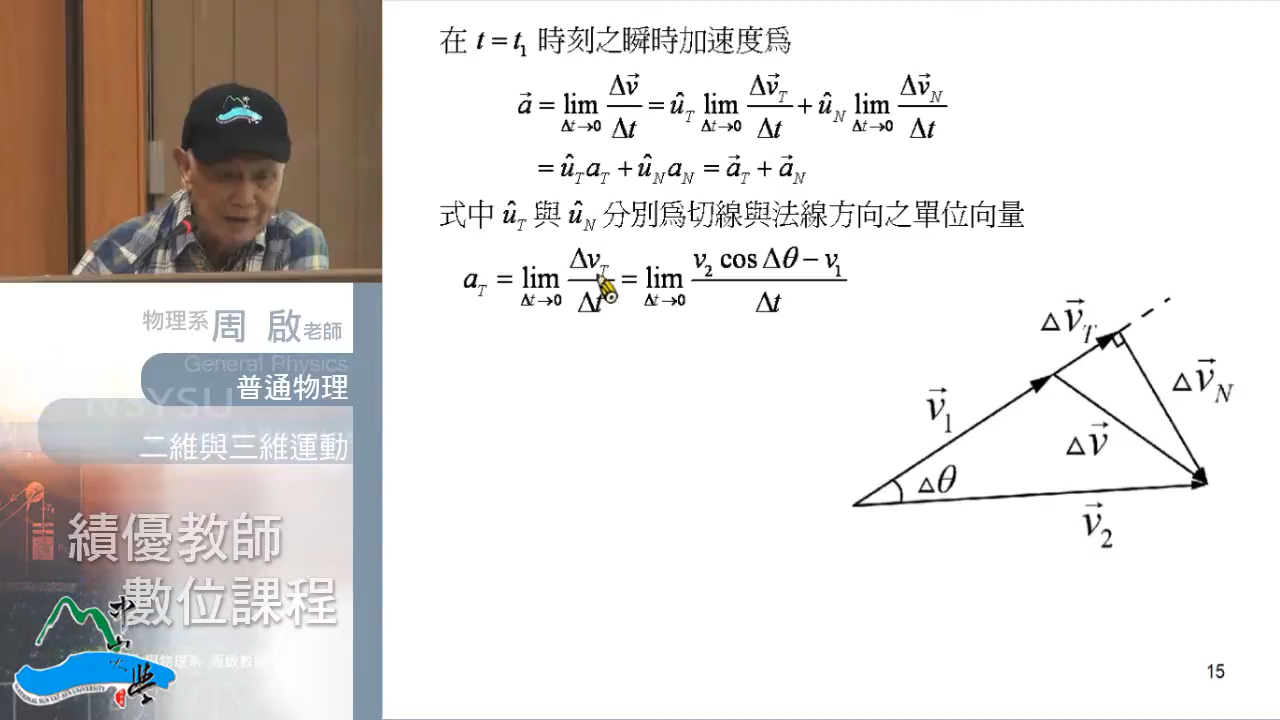 在 t = t₁ 時刻之瞬時加速度爲
a⃗ = lim_{Δt→0} Δv⃗/Δt = û_T lim_{Δt→0} Δv⃗_T/Δt + û_N lim_{Δt→0} Δv⃗_N/Δt
= û_T a_T + û_N a_N = a⃗_T + a⃗_N
式中 û_T 與 û_N 分別爲切線與法線方向之單位向量
a_T = lim_{Δt→0} Δv_T/Δt = lim_{Δt→0} (v₂ cos Δθ − v₁)/Δt
△v⃗_T
△v⃗_N
v⃗₁
△v⃗
△θ
v⃗₂
15
物理系 周 啟 老師
General Physics
普通物理
NSYSU
二維與三維運動
績優教師
數位課程